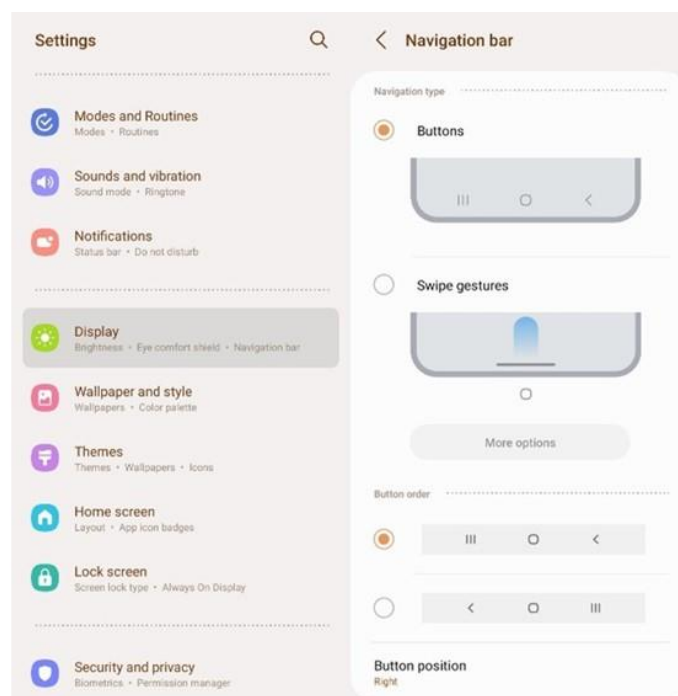 Settings
Modes and Routines
Modes • Routines
Sounds and vibration
Sound mode • Ringtone
Notifications
Status bar • Do not disturb
Display
Brightness • Eye comfort shield • Navigation bar
Wallpaper and style
Wallpapers • Color palette
Themes
Themes • Wallpapers • Icons
Home screen
Layout • App icon badges
Lock screen
Screen lock type • Always On Display
Security and privacy
Biometrics • Permission manager
Navigation bar
Navigation type
Buttons
Swipe gestures
More options
Button order
Button position
Right